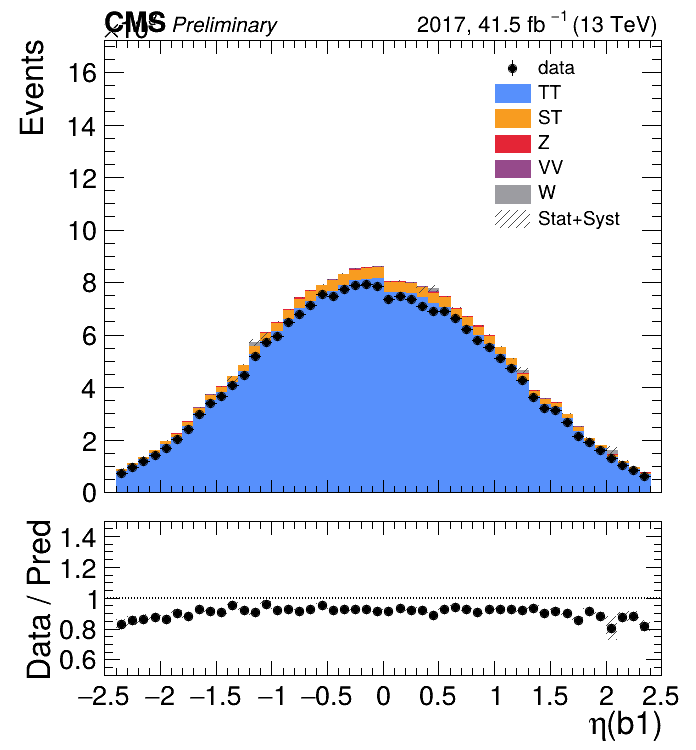 CMS Preliminary 2017, 41.5 fb⁻¹ (13 TeV)
Events
16
14
12
10
8
6
4
2
0
data
TT
ST
Z
VV
W
Stat+Syst
Data / Pred
1.4
1.2
1
0.8
0.6
−2.5 −2 −1.5 −1 −0.5 0 0.5 1 1.5 2 2.5
η(b1)